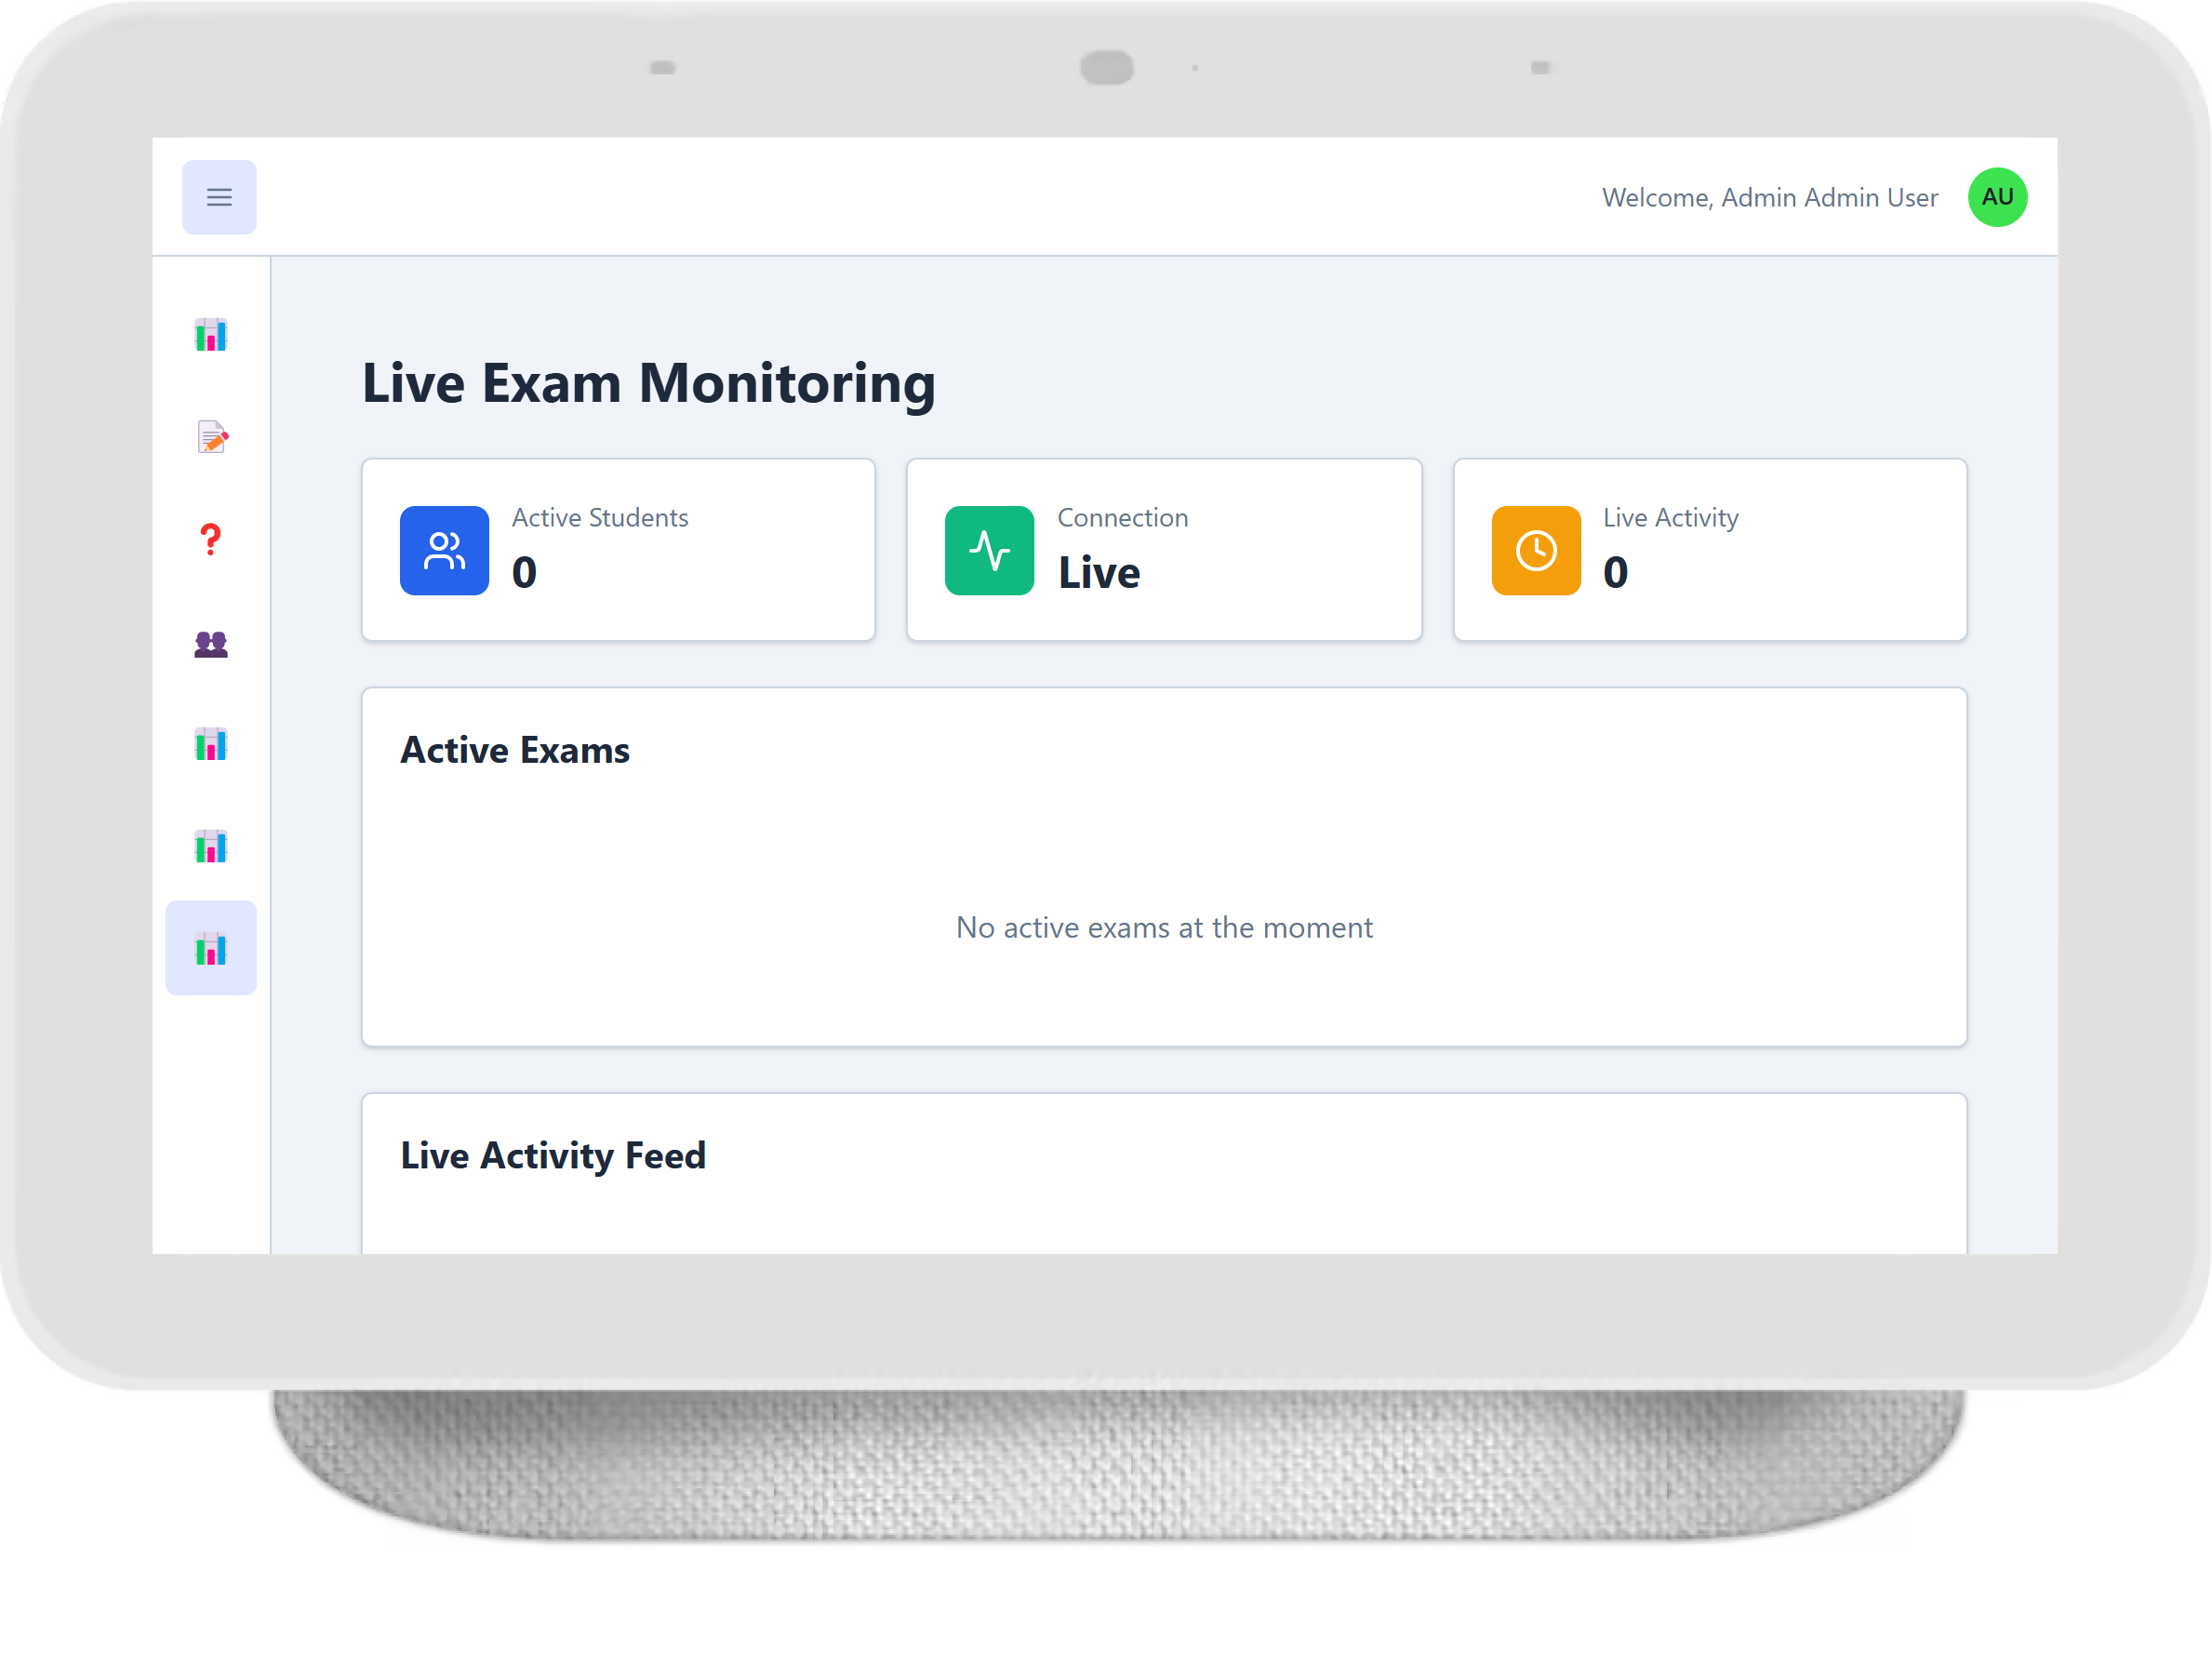 Welcome, Admin Admin User
AU
Live Exam Monitoring
Active Students
0
Connection
Live
Live Activity
0
Active Exams
No active exams at the moment
Live Activity Feed